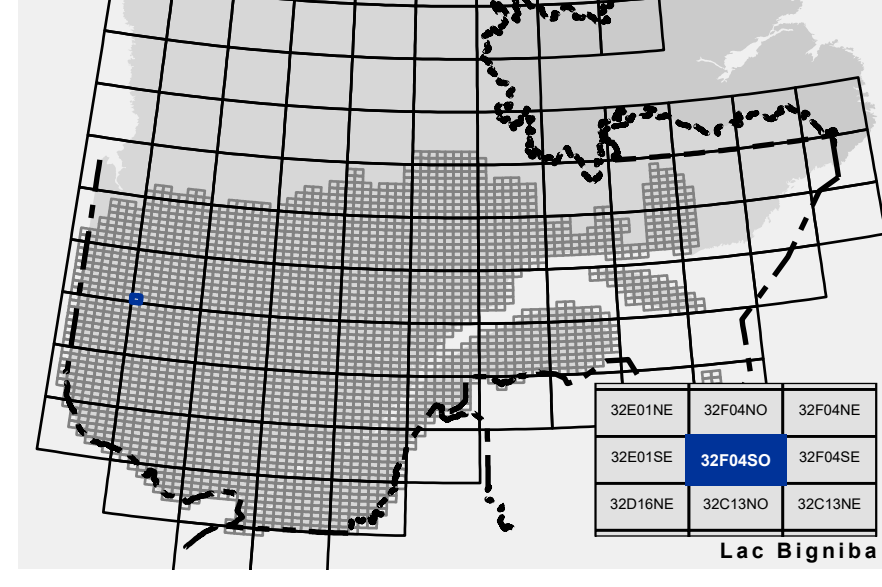 32E01NE 32F04NO 32F04NE
32E01SE 32F04SO 32F04SE
32D16NE 32C13NO 32C13NE
Lac Bigniba